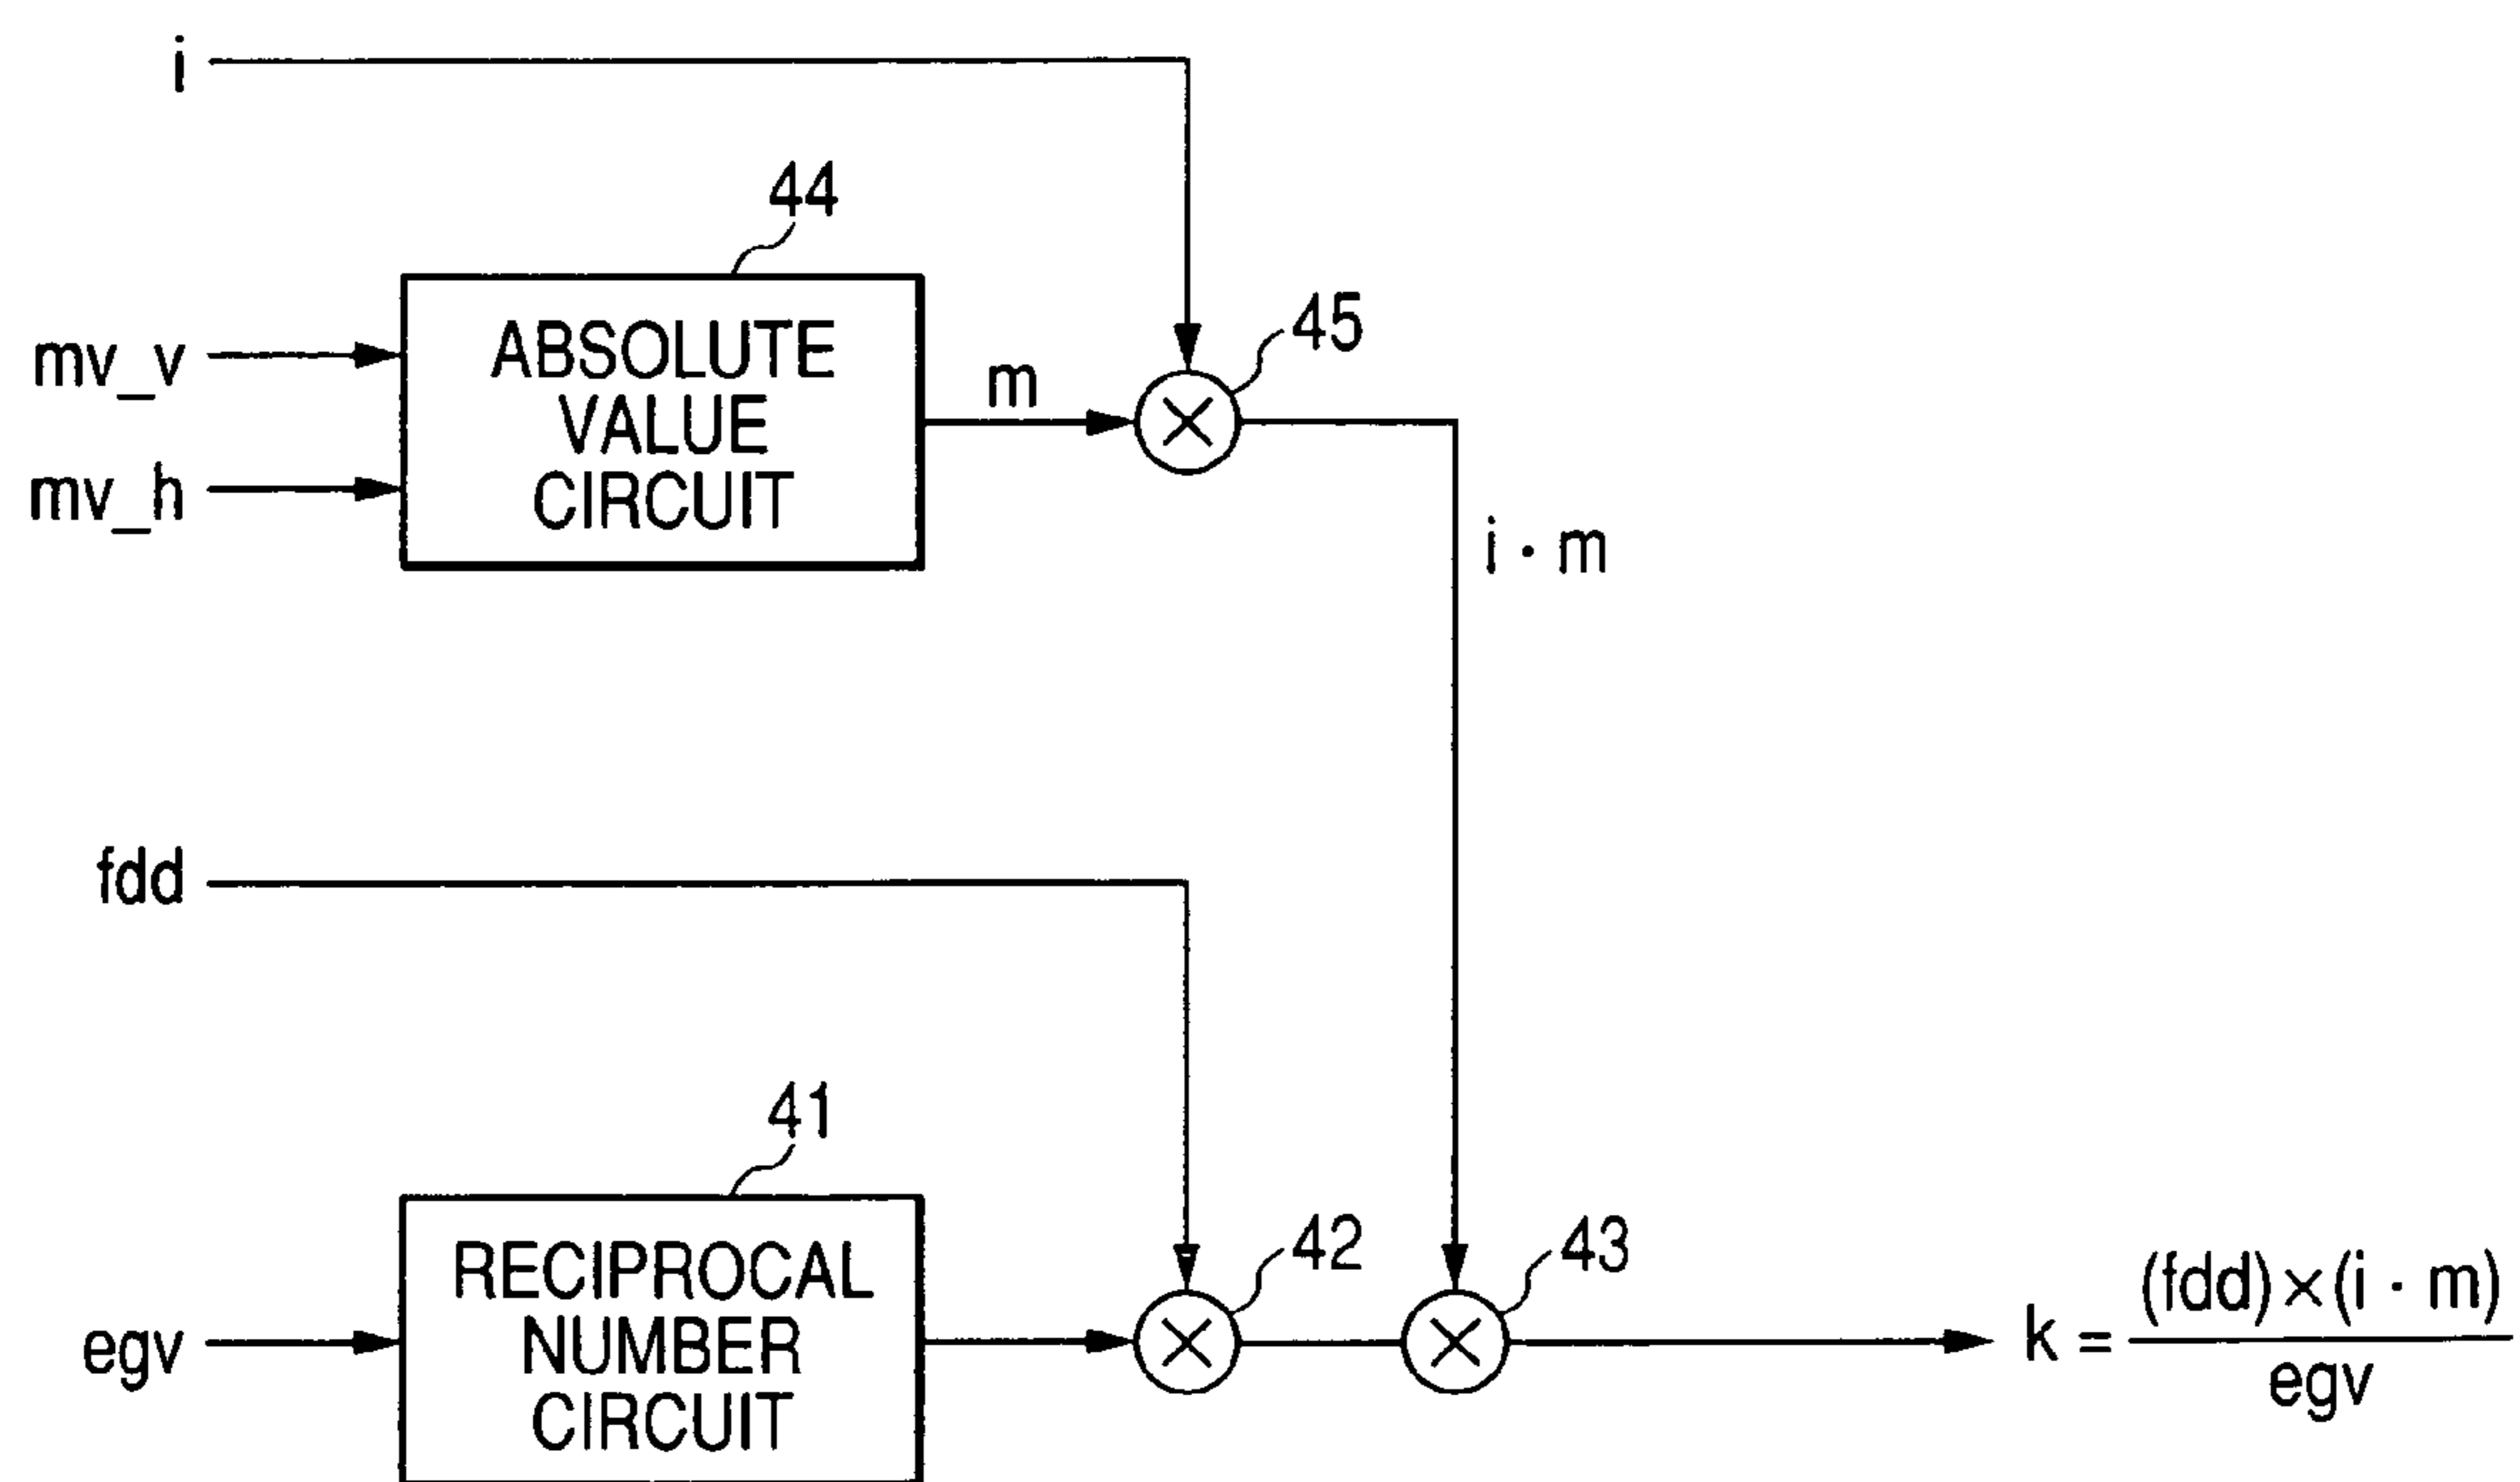 i
44
45
mv_v
mv_h
ABSOLUTE
VALUE
CIRCUIT
m
i · m
fdd
41
42
43
egv
RECIPROCAL
NUMBER
CIRCUIT
k = (fdd)×(i · m)
egv